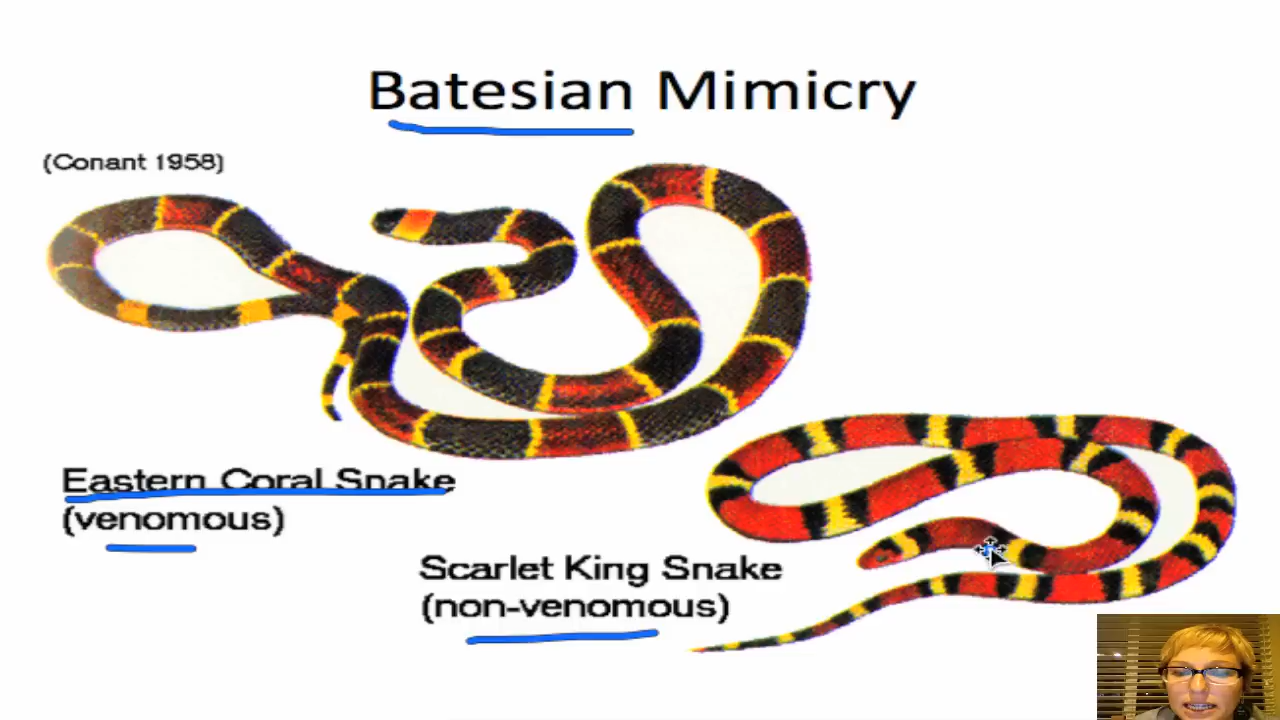 Batesian Mimicry
(Conant 1958)
Eastern Coral Snake
(venomous)
Scarlet King Snake
(non-venomous)